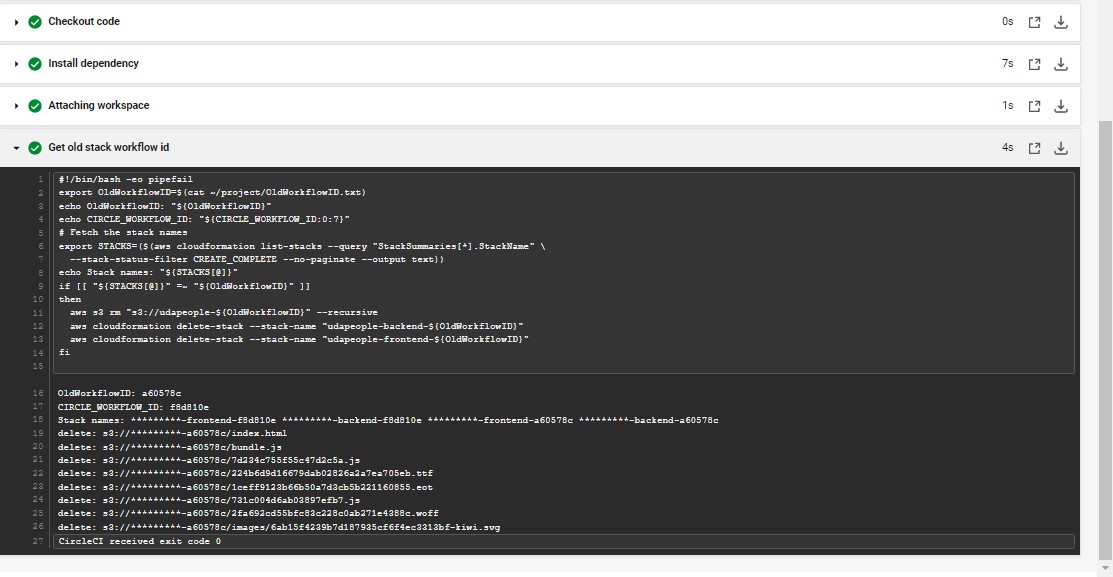 Checkout code 0s
Install dependency 7s
Attaching workspace 1s
Get old stack workflow id 4s
1 #!/bin/bash -eo pipefail
2 export OldWorkflowID=$(cat ~/project/OldWorkflowID.txt)
3 echo OldWorkflowID: "${OldWorkflowID}"
4 echo CIRCLE_WORKFLOW_ID: "${CIRCLE_WORKFLOW_ID:0:7}"
5 # Fetch the stack names
6 export STACKS=($(aws cloudformation list-stacks --query "StackSummaries[*].StackName" \
7 --stack-status-filter CREATE_COMPLETE --no-paginate --output text))
8 echo Stack names: "${STACKS[@]}"
9 if [[ "${STACKS[@]}" =~ "${OldWorkflowID}" ]]
10 then
11 aws s3 rm "s3://udapeople-${OldWorkflowID}" --recursive
12 aws cloudformation delete-stack --stack-name "udapeople-backend-${OldWorkflowID}"
13 aws cloudformation delete-stack --stack-name "udapeople-frontend-${OldWorkflowID}"
14 fi
15
16 OldWorkflowID: a60578c
17 CIRCLE_WORKFLOW_ID: f8d810e
18 Stack names: *********-frontend-f8d810e *********-backend-f8d810e *********-frontend-a60578c *********-backend-a60578c
19 delete: s3://*********-a60578c/index.html
20 delete: s3://*********-a60578c/bundle.js
21 delete: s3://*********-a60578c/7d234c755f55c47d2c5a.js
22 delete: s3://*********-a60578c/224b6d9d16679dab02826a2a7ea705eb.ttf
23 delete: s3://*********-a60578c/1ceff9123b66b50a7d3cb5b221160855.eot
24 delete: s3://*********-a60578c/731c004d6ab03897efb7.js
25 delete: s3://*********-a60578c/2fa692cd55bfc83c228c0ab271e4388c.woff
26 delete: s3://*********-a60578c/images/6ab15f4239b7d187935cf6f4ec3313bf-kiwi.svg
27 CircleCI received exit code 0